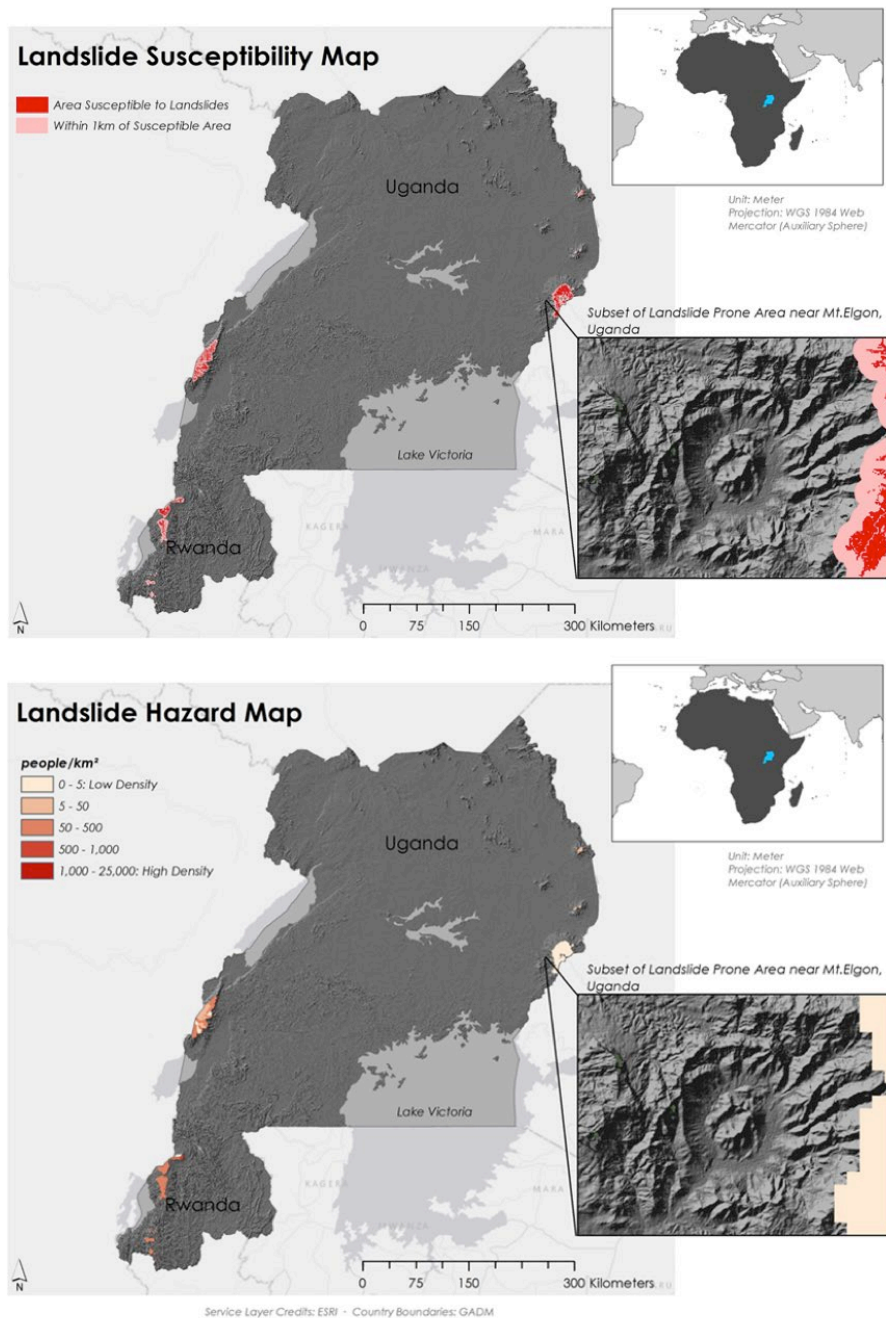 Landslide Susceptibility Map
Area Susceptible to Landslides
Within 1km of Susceptible Area
Uganda
Unit: Meter
Projection: WGS 1984 Web
Mercator (Auxiliary Sphere)
Subset of Landslide Prone Area near Mt.Elgon,
Uganda
Lake Victoria
KAGERA
MARA
Rwanda
N
0 75 150 300 Kilometers
Landslide Hazard Map
people/km²
0 - 5: Low Density
5 - 50
50 - 500
500 - 1,000
1,000 - 25,000: High Density
Uganda
Unit: Meter
Projection: WGS 1984 Web
Mercator (Auxiliary Sphere)
Subset of Landslide Prone Area near Mt.Elgon,
Uganda
Lake Victoria
KAGERA
MARA
Rwanda
N
0 75 150 300 Kilometers
Service Layer Credits: ESRI - Country Boundaries: GADM